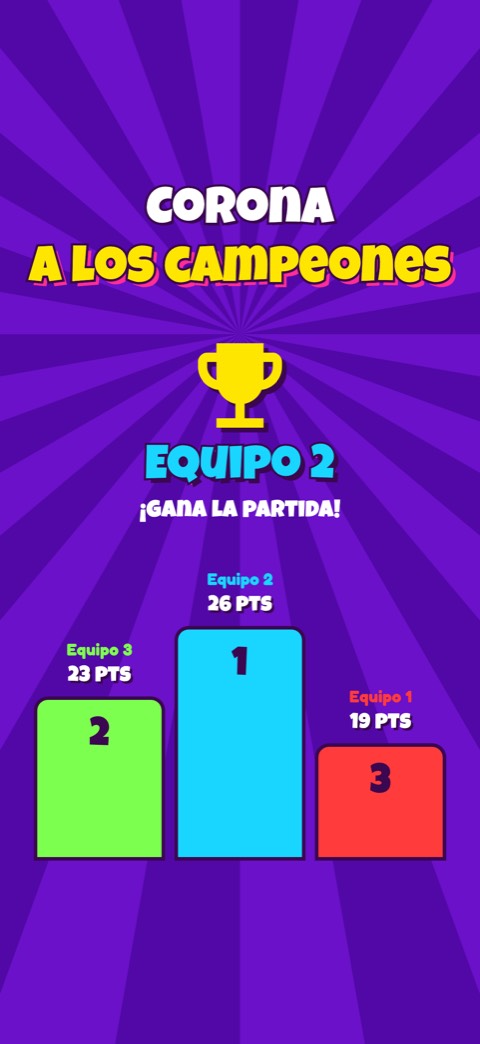 CORONA
A LOS CAMPEONES
EQUIPO 2
¡GANA LA PARTIDA!
Equipo 2
26 PTS
1
Equipo 3
23 PTS
2
Equipo 1
19 PTS
3